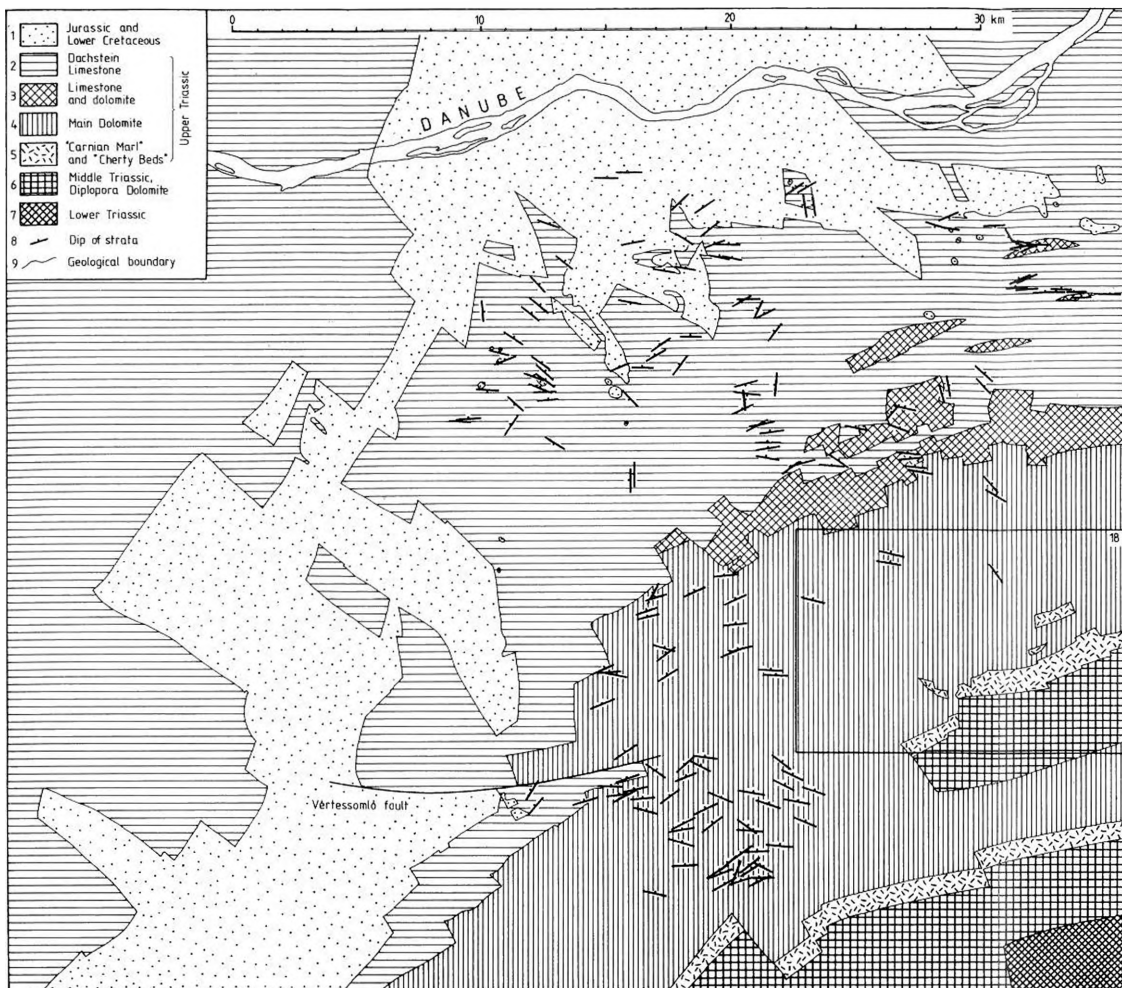 0 10 20 30 km
1 Jurassic and
Lower Cretaceous
2 Dachstein
Limestone
3 Limestone
and dolomite
4 Main Dolomite
5 "Carnian Marl"
and "Cherty Beds"
Upper Triassic
6 Middle Triassic,
Diplopora Dolomite
7 Lower Triassic
8 Dip of strata
9 Geological boundary
DANUBE
18
Vértessomló fault